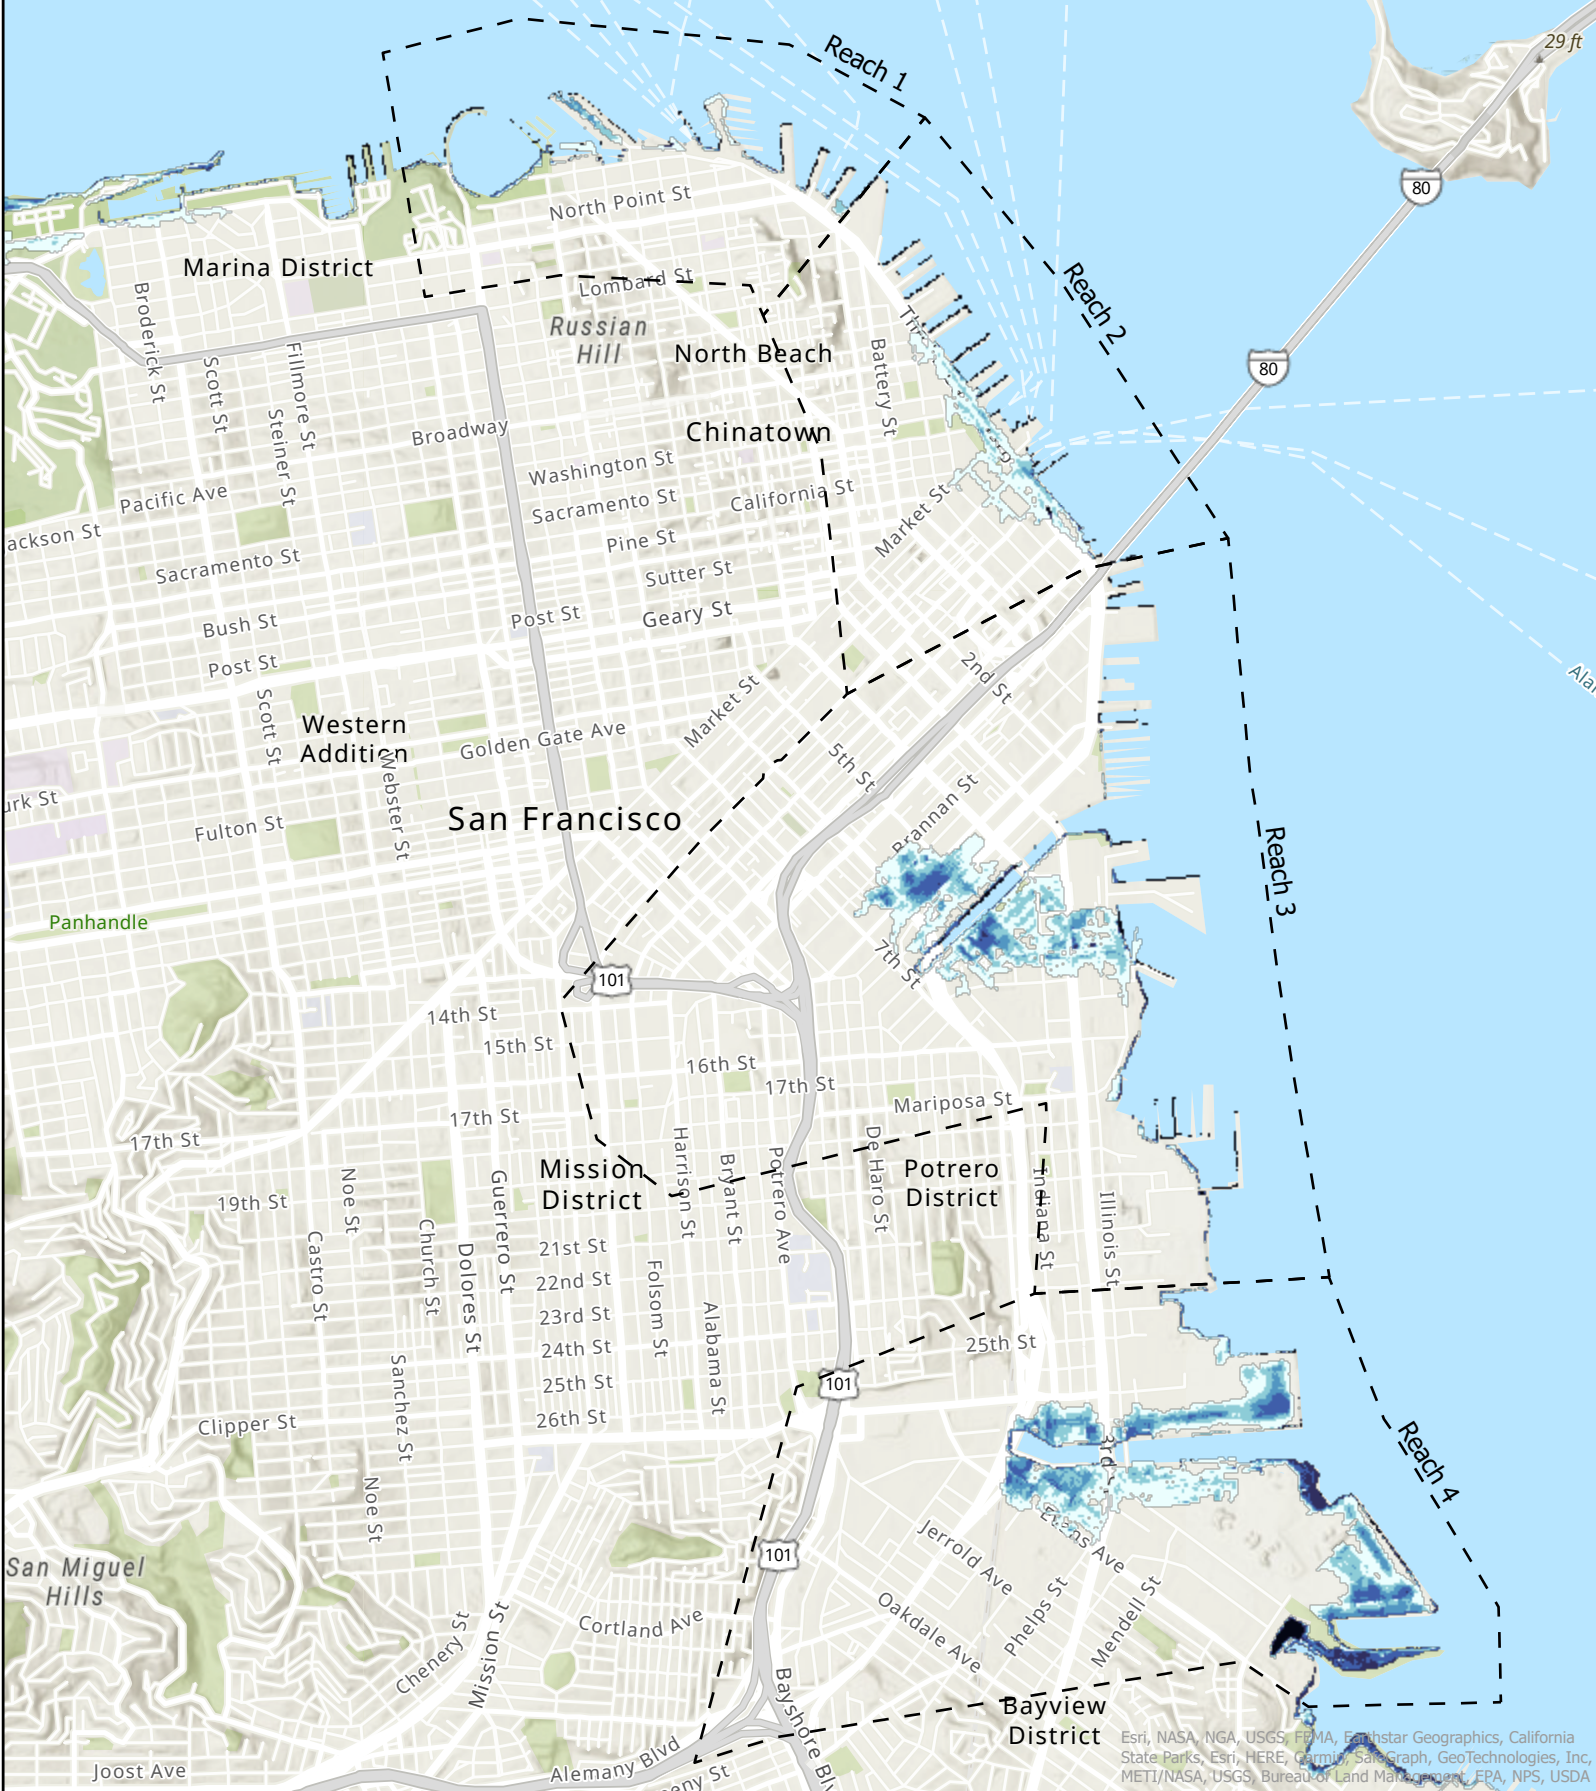 29 ft
Reach 1
80
North Point St
Marina District
Lombard St
Reach 2
Broderick St
Russian
Hill
North Beach
Scott St
Fillmore St
Battery St
80
Steiner St
Broadway
Chinatown
Washington St
Pacific Ave
Sacramento St
California St
Market St
ackson St
Pine St
Sacramento St
Sutter St
Bush St
Post St
Geary St
Post St
2nd St
Scott St
Market St
Western
Addition
Golden Gate Ave
5th St
Webster St
urk St
Fulton St
San Francisco
Brannan St
Reach 3
Panhandle
7th St
101
14th St
15th St
16th St
17th St
17th St
Mariposa St
17th St
Mission
District
Harrison St
Bryant St
Potrero Ave
De Haro St
Potrero
District
Indiana St
Illinois St
19th St
Noe St
Guerrero St
Castro St
Church St
Dolores St
21st St
22nd St
23rd St
24th St
25th St
26th St
Folsom St
Alabama St
25th St
101
Sanchez St
Clipper St
3rd
Reach 4
Noe St
Evans Ave
Jerrold Ave
101
San Miguel
Hills
Oakdale Ave
Phelps St
Mendell St
Cortland Ave
Chenery St
Mission St
Bayshore Blv
Bayview
District
Alemany Blvd
Joost Ave
eny St
Esri, NASA, NGA, USGS, FEMA, Earthstar Geographics, California
State Parks, Esri, HERE, Garmin, SafeGraph, GeoTechnologies, Inc,
METI/NASA, USGS, Bureau of Land Management, EPA, NPS, USDA